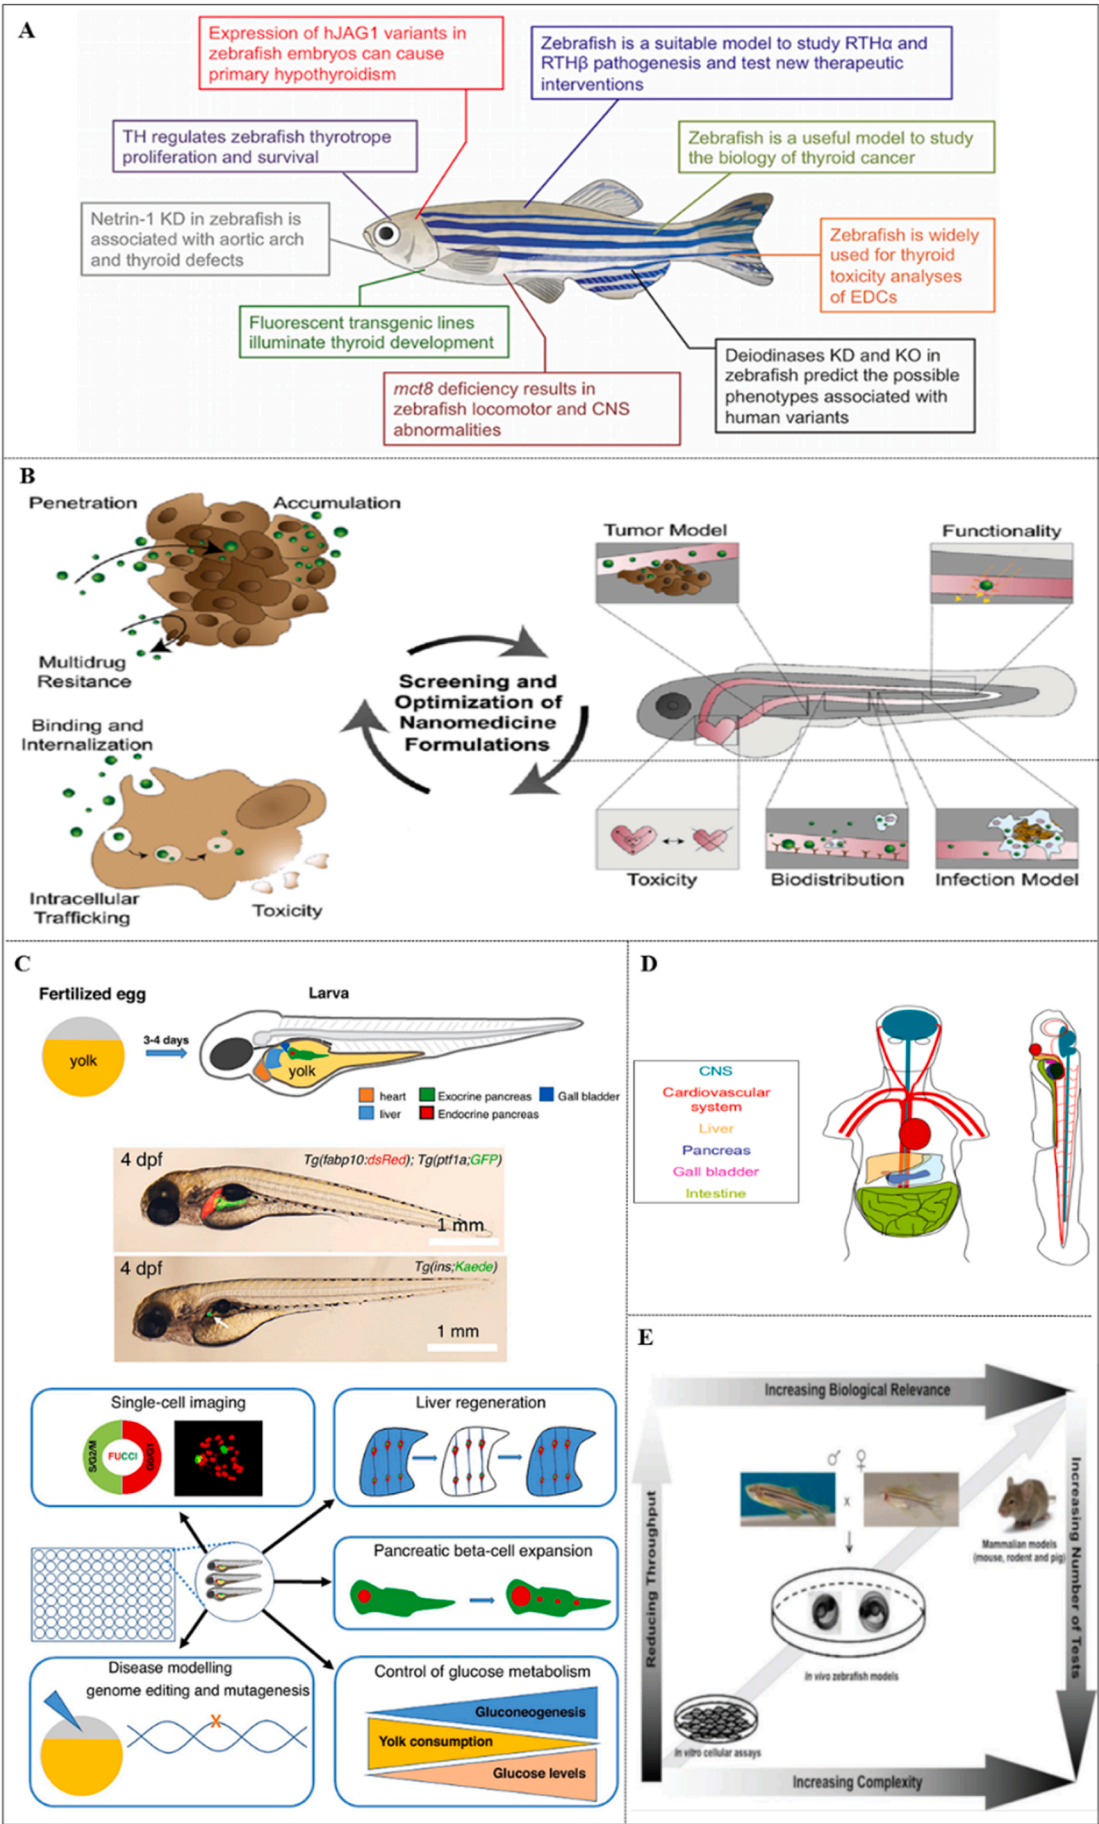 A
Expression of hJAG1 variants in
zebrafish embryos can cause
primary hypothyroidism
Zebrafish is a suitable model to study RTHα and
RTHβ pathogenesis and test new therapeutic
interventions
TH regulates zebrafish thyrotrope
proliferation and survival
Zebrafish is a useful model to study
the biology of thyroid cancer
Netrin-1 KD in zebrafish is
associated with aortic arch
and thyroid defects
Zebrafish is widely
used for thyroid
toxicity analyses
of EDCs
Fluorescent transgenic lines
illuminate thyroid development
Deiodinases KD and KO in
zebrafish predict the possible
phenotypes associated with
human variants
mct8 deficiency results in
zebrafish locomotor and CNS
abnormalities
B
Penetration
Accumulation
Multidrug
Resitance
Binding and
Internalization
Intracellular
Trafficking
Toxicity
Screening and
Optimization of
Nanomedicine
Formulations
Tumor Model
Functionality
Toxicity
Biodistribution
Infection Model
C
Fertilized egg
Larva
3-4 days
yolk
yolk
heart
Exocrine pancreas
Gall bladder
liver
Endocrine pancreas
4 dpf
Tg(fabp10:dsRed); Tg(ptf1a;GFP)
1 mm
4 dpf
Tg(ins;Kaede)
1 mm
Single-cell imaging
S/G2/M
FUCCI
G0/G1
Liver regeneration
Pancreatic beta-cell expansion
Disease modelling
genome editing and mutagenesis
X
Control of glucose metabolism
Gluconeogenesis
Yolk consumption
Glucose levels
D
CNS
Cardiovascular
system
Liver
Pancreas
Gall bladder
Intestine
E
Increasing Biological Relevance
Reducing Throughput
♂ ♀
x
Mammalian models
(mouse, rodent and pig)
Increasing Number of Tests
In vivo zebrafish models
In vitro cellular assays
Increasing Complexity